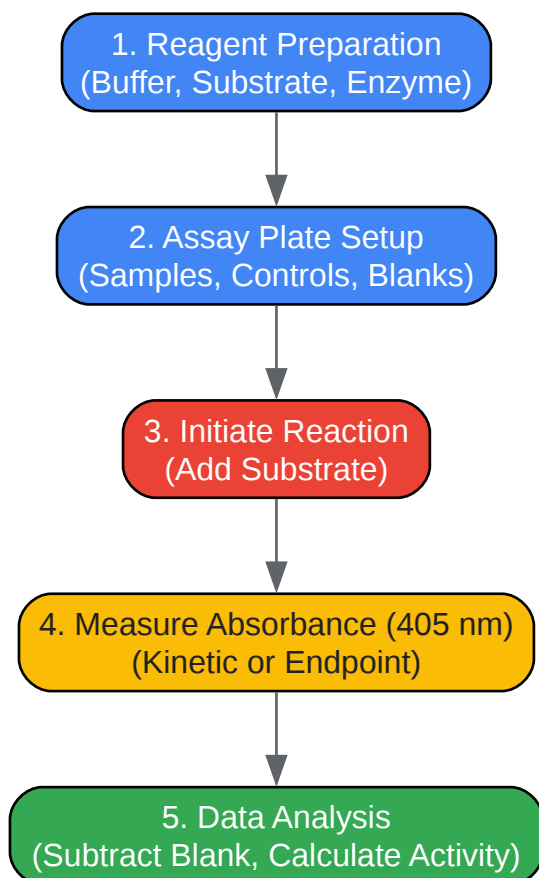 1. Reagent Preparation
(Buffer, Substrate, Enzyme)
2. Assay Plate Setup
(Samples, Controls, Blanks)
3. Initiate Reaction
(Add Substrate)
4. Measure Absorbance (405 nm)
(Kinetic or Endpoint)
5. Data Analysis
(Subtract Blank, Calculate Activity)